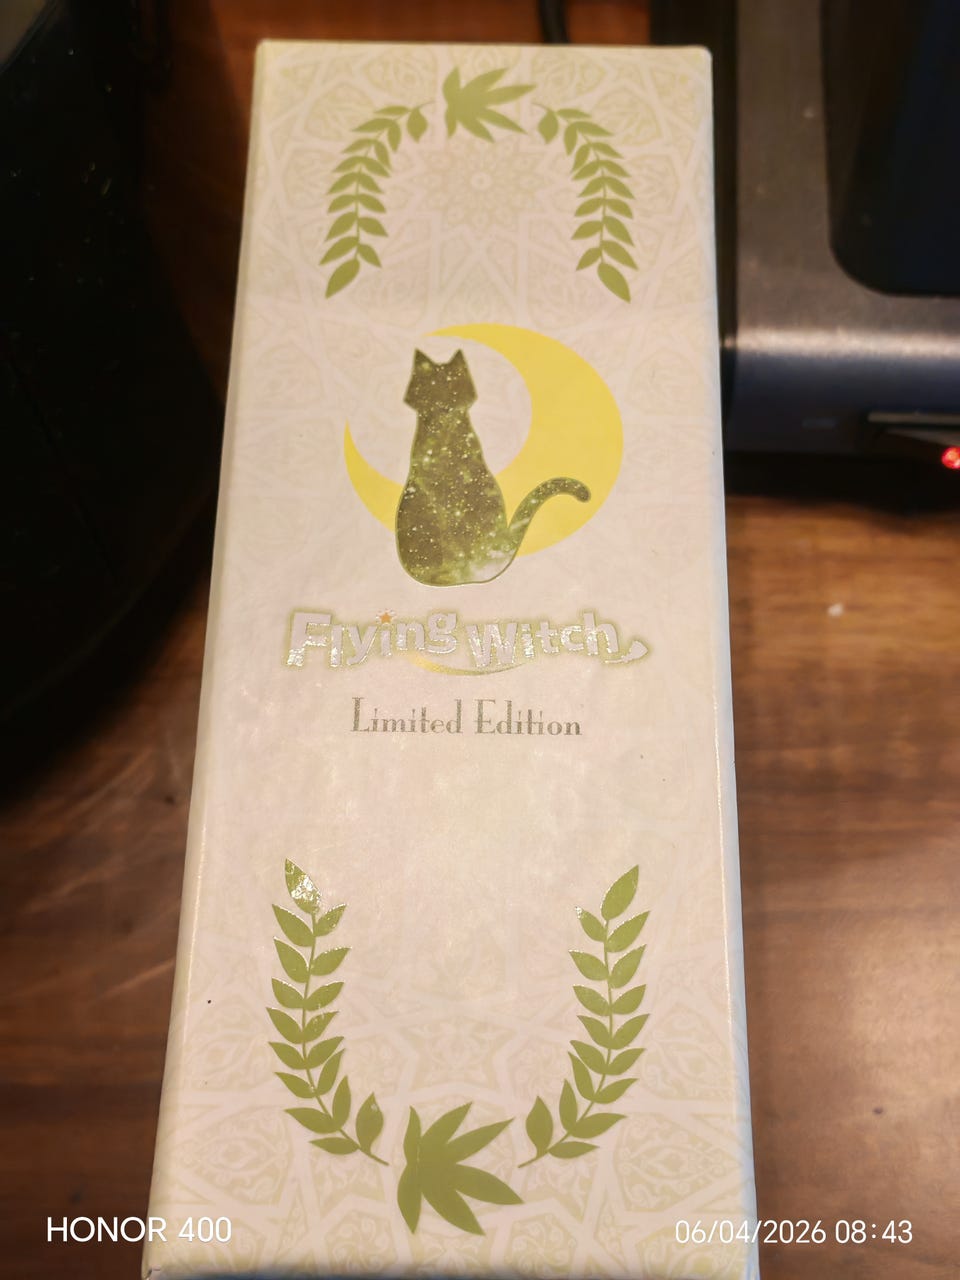 Flying Witch
Limited Edition
HONOR 400
06/04/2026 08:43